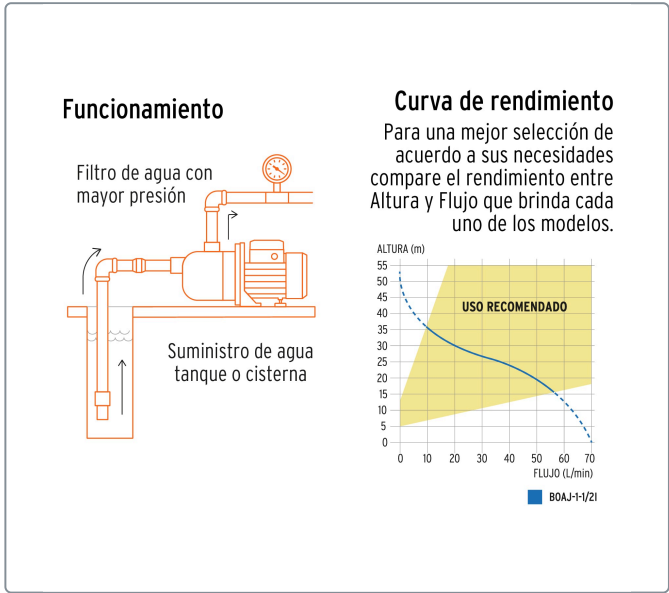 Funcionamiento
Filtro de agua con
mayor presión
Suministro de agua
tanque o cisterna
Curva de rendimiento
Para una mejor selección de
acuerdo a sus necesidades
compare el rendimiento entre
Altura y Flujo que brinda cada
uno de los modelos.
ALTURA (m)
55
50
45
40
35
30
25
20
15
10
5
0
USO RECOMENDADO
0 10 20 30 40 50 60 70
FLUJO (L/min)
BOAJ-1-1/2I